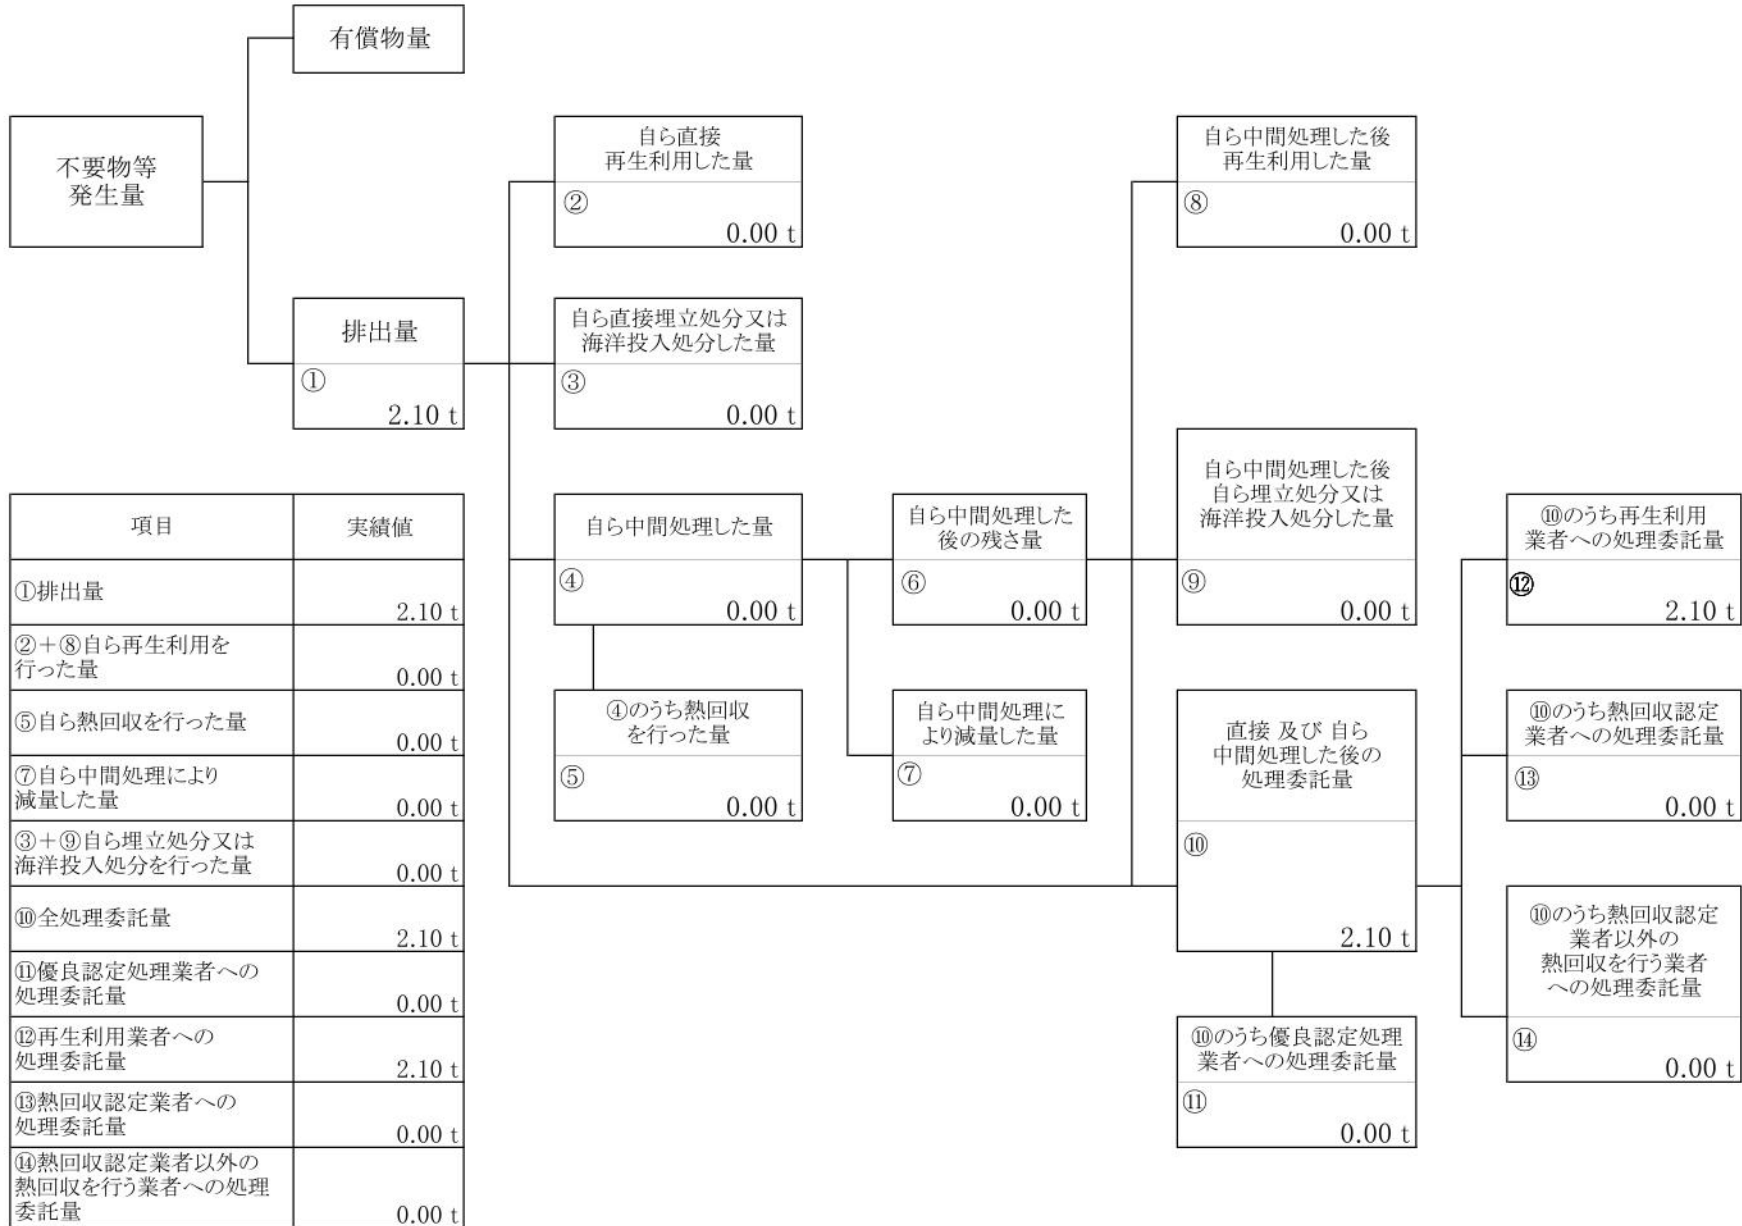 有償物量
不要物等
発生量
自ら直接
再生利用した量
②
0.00 t
自ら中間処理した後
再生利用した量
⑧
0.00 t
排出量
①
2.10 t
自ら直接埋立処分又は
海洋投入処分した量
③
0.00 t
自ら中間処理した量
④
0.00 t
自ら中間処理した
後の残さ量
⑥
0.00 t
自ら中間処理した後
自ら埋立処分又は
海洋投入処分した量
⑨
0.00 t
⑩のうち再生利用
業者への処理委託量
⑫
2.10 t
④のうち熱回収
を行った量
⑤
0.00 t
自ら中間処理に
より減量した量
⑦
0.00 t
直接 及び 自ら
中間処理した後の
処理委託量
⑩
2.10 t
⑩のうち熱回収認定
業者への処理委託量
⑬
0.00 t
⑩のうち熱回収認定
業者以外の
熱回収を行う業者
への処理委託量
⑭
0.00 t
⑩のうち優良認定処理
業者への処理委託量
⑪
0.00 t
項目 実績値
①排出量
2.10 t
②+⑧自ら再生利用を
行った量
0.00 t
⑤自ら熱回収を行った量
0.00 t
⑦自ら中間処理により
減量した量
0.00 t
③+⑨自ら埋立処分又は
海洋投入処分を行った量
0.00 t
⑩全処理委託量
2.10 t
⑪優良認定処理業者への
処理委託量
0.00 t
⑫再生利用業者への
処理委託量
2.10 t
⑬熱回収認定業者への
処理委託量
0.00 t
⑭熱回収認定業者以外の
熱回収を行う業者への処理
委託量
0.00 t